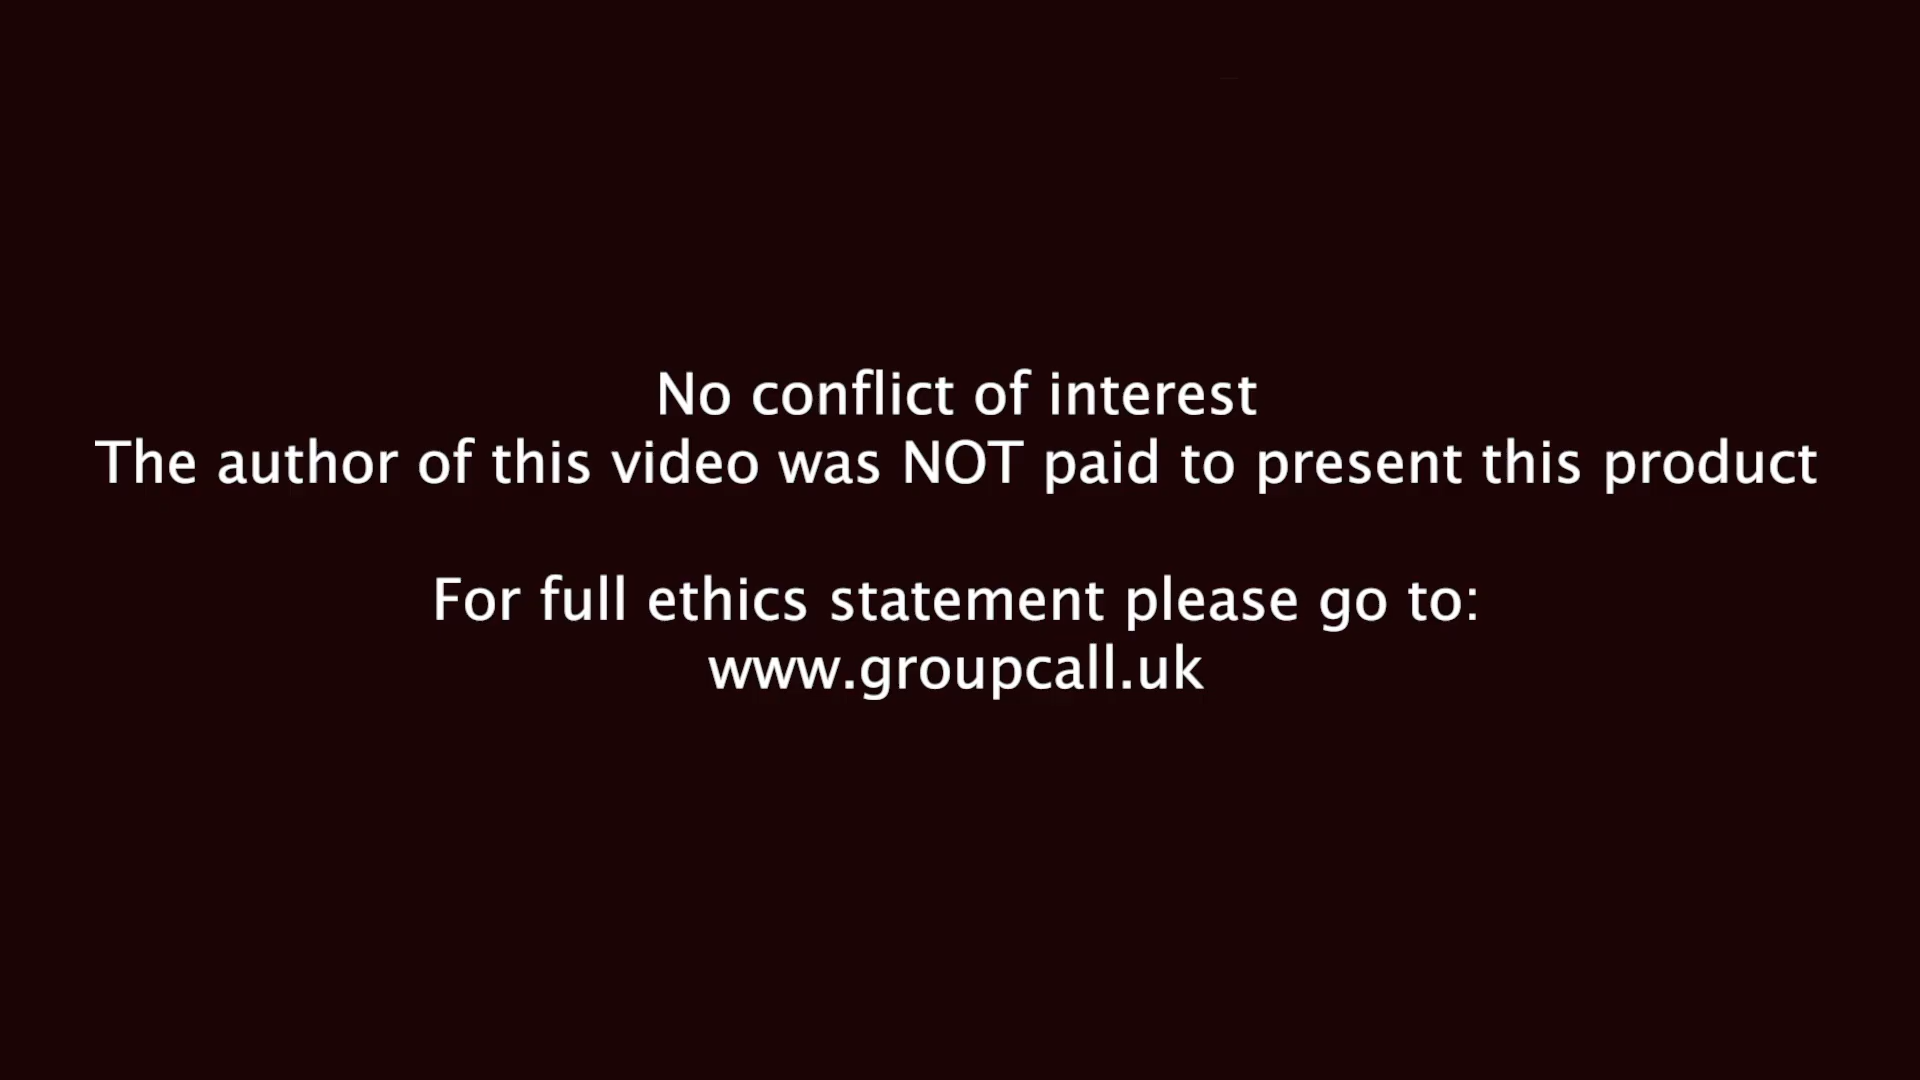 No conflict of interest
The author of this video was NOT paid to present this product
For full ethics statement please go to:
www.groupcall.uk